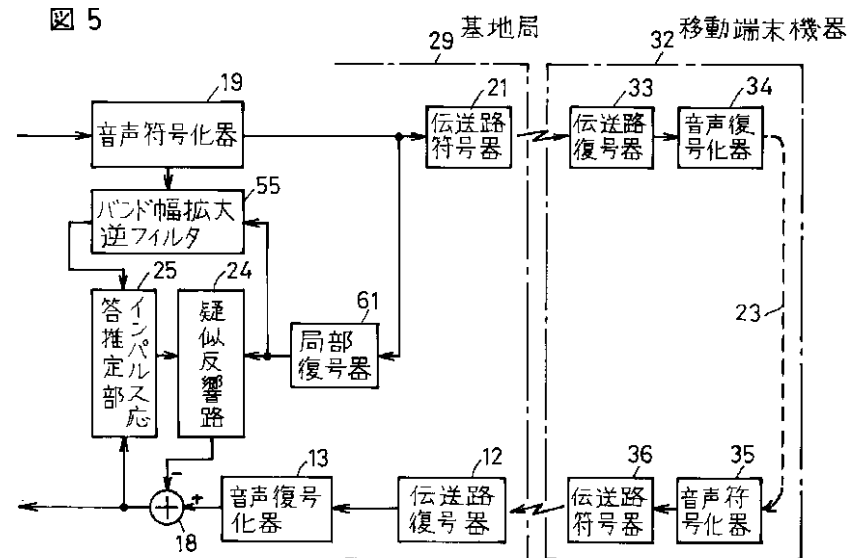 図 5
29 基地局
32 移動端末機器
19
音声符号化器
21
伝送路
符号器
33
伝送路
復号器
34
音声復
号化器
55
バンド幅拡大
逆フィルタ
25
インパルス応
答推定部
24
疑似反響路
61
局部
復号器
23
13
音声復号
化器
12
伝送路
復号器
36
伝送路
符号器
35
音声符
号化器
−
+
18